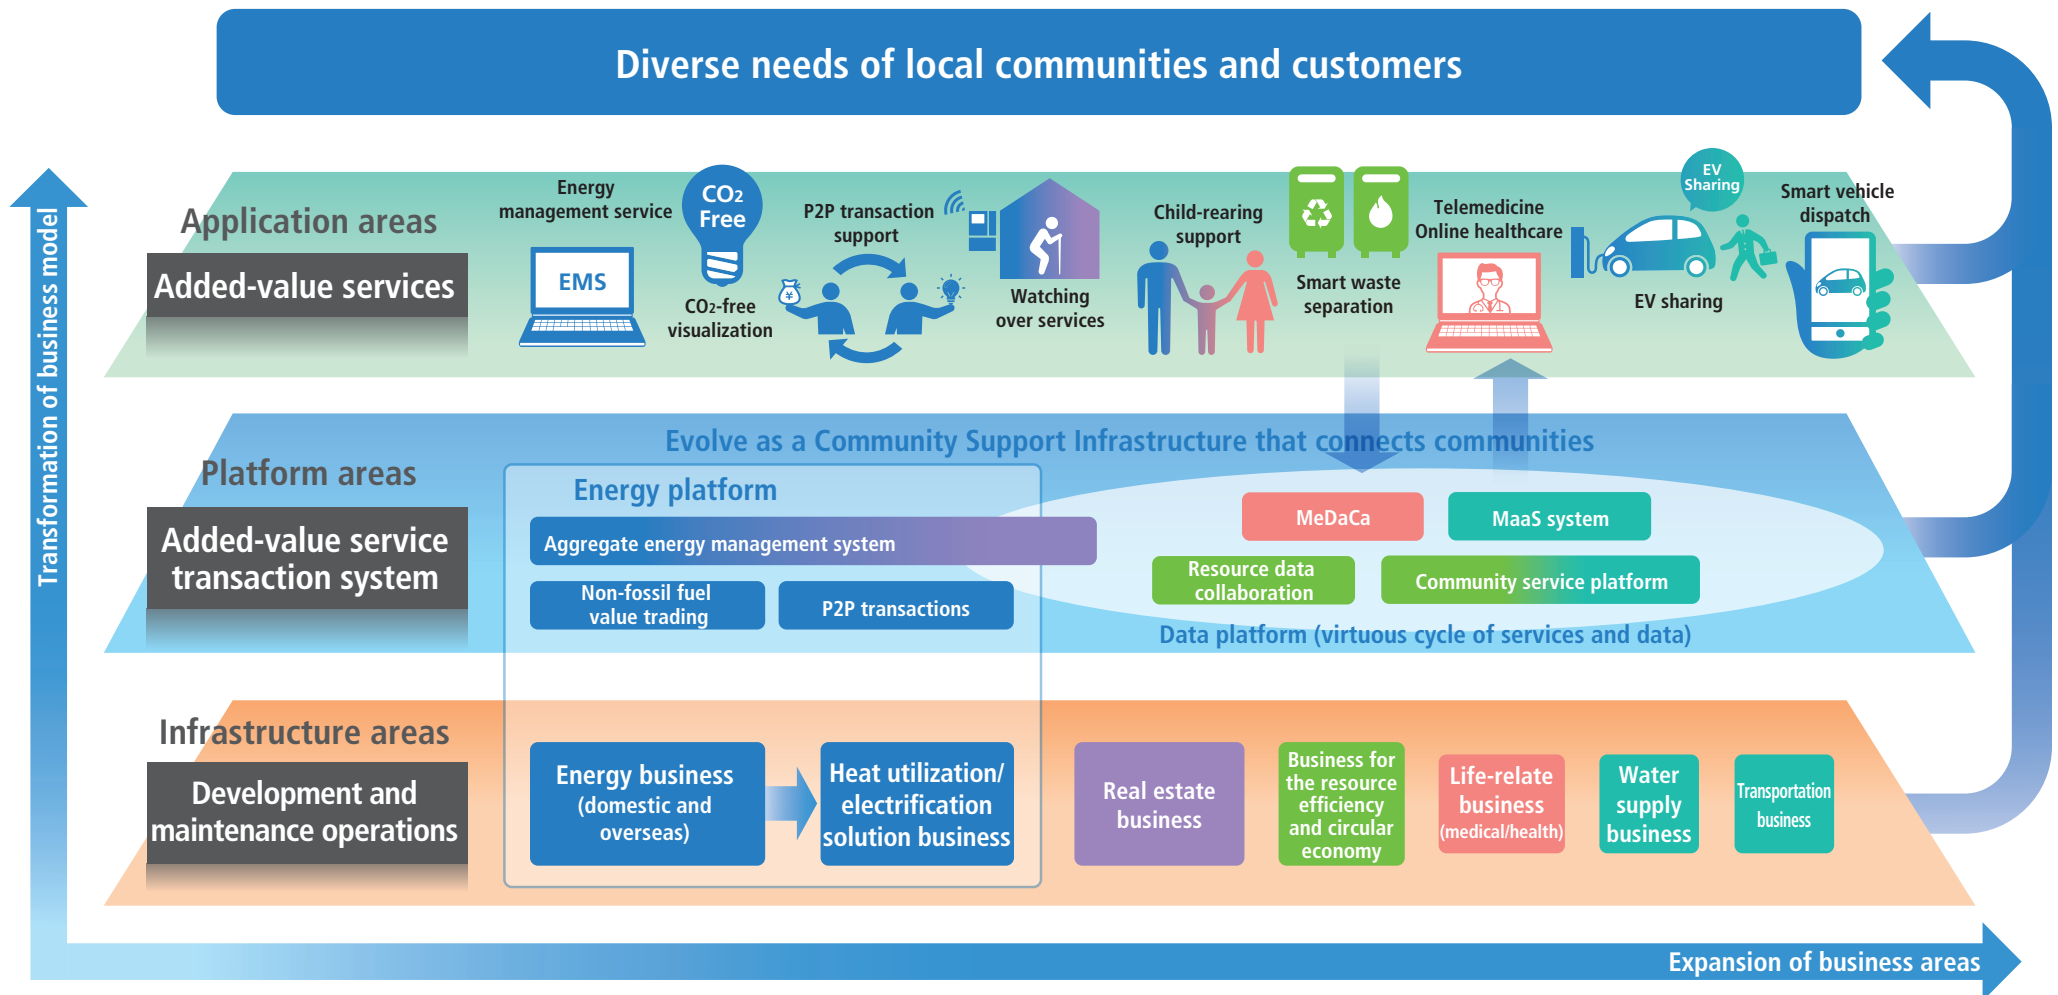 Diverse needs of local communities and customers
Transformation of business model
Application areas
Added-value services
Energy
management service
EMS
CO2
Free
CO2-free
visualization
P2P transaction
support
¥
Watching
over services
Child-rearing
support
Smart waste
separation
Telemedicine
Online healthcare
EV
Sharing
EV sharing
Smart vehicle
dispatch
Platform areas
Added-value service
transaction system
Evolve as a Community Support Infrastructure that connects communities
Energy platform
Aggregate energy management system
Non-fossil fuel
value trading
P2P transactions
MeDaCa
MaaS system
Resource data
collaboration
Community service platform
Data platform (virtuous cycle of services and data)
Infrastructure areas
Development and
maintenance operations
Energy business
(domestic and
overseas)
Heat utilization/
electrification
solution business
Real estate
business
Business for
the resource
efficiency
and circular
economy
Life-relate
business
(medical/health)
Water
supply
business
Transportation
business
Expansion of business areas